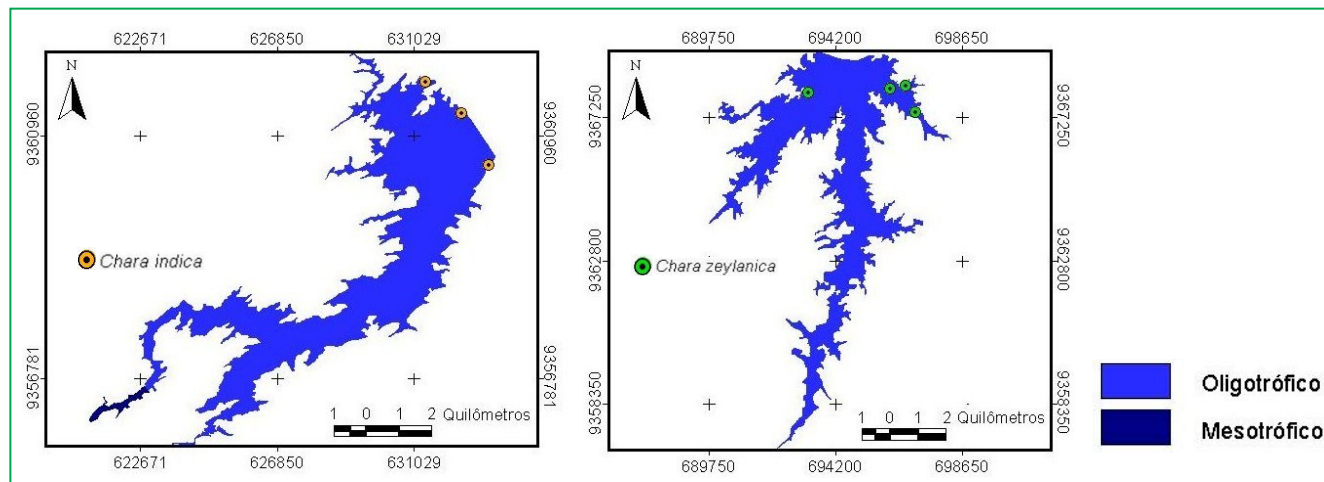 622671 626850 631029
N
9360960 9360960
Chara indica
9356781 9356781
1 0 1 2 Quilômetros
622671 626850 631029
689750 694200 698650
N
9367250 9367250
Chara zeylanica
9362800 9362800
9358350 9358350
1 0 1 2 Quilômetros
689750 694200 698650
Oligotrófico
Mesotrófico